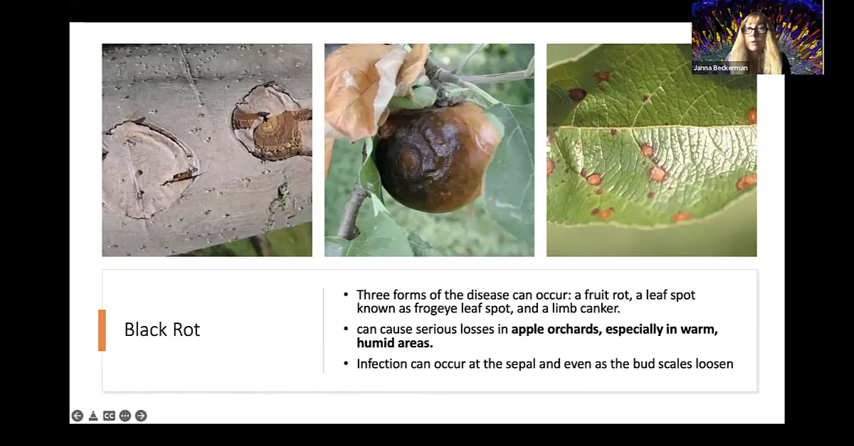 Janna Beckerman
Black Rot
• Three forms of the disease can occur: a fruit rot, a leaf spot
known as frogeye leaf spot, and a limb canker.
• can cause serious losses in apple orchards, especially in warm,
humid areas.
• Infection can occur at the sepal and even as the bud scales loosen
CC